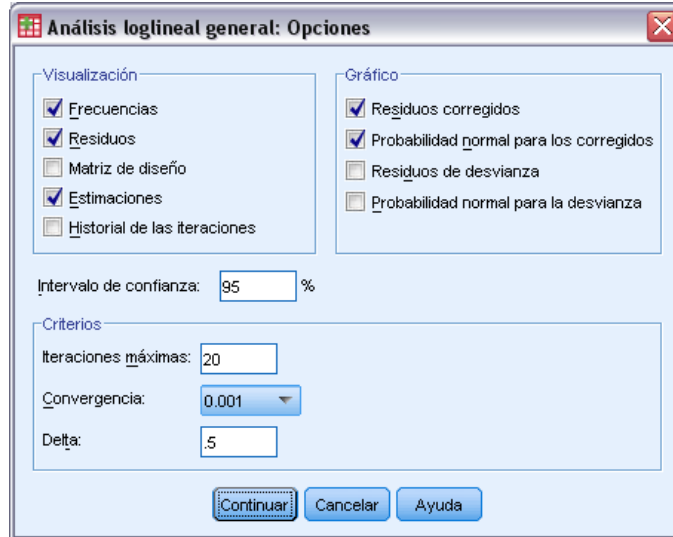 Análisis loglineal general: Opciones
Visualización
Frecuencias
Residuos
Matriz de diseño
Estimaciones
Historial de las iteraciones
Gráfico
Residuos corregidos
Probabilidad normal para los corregidos
Residuos de desvianza
Probabilidad normal para la desvianza
Intervalo de confianza: 95 %
Criterios
Iteraciones máximas: 20
Convergencia: 0.001
Delta: .5
Continuar Cancelar Ayuda